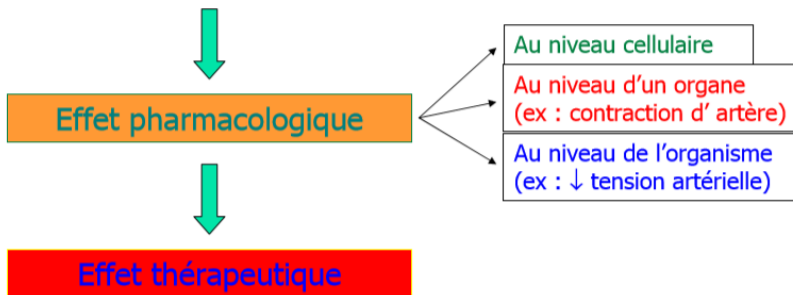 Au niveau cellulaire
Effet pharmacologique
Au niveau d'un organe
(ex : contraction d' artère)
Au niveau de l'organisme
(ex : ↓ tension artérielle)
Effet thérapeutique